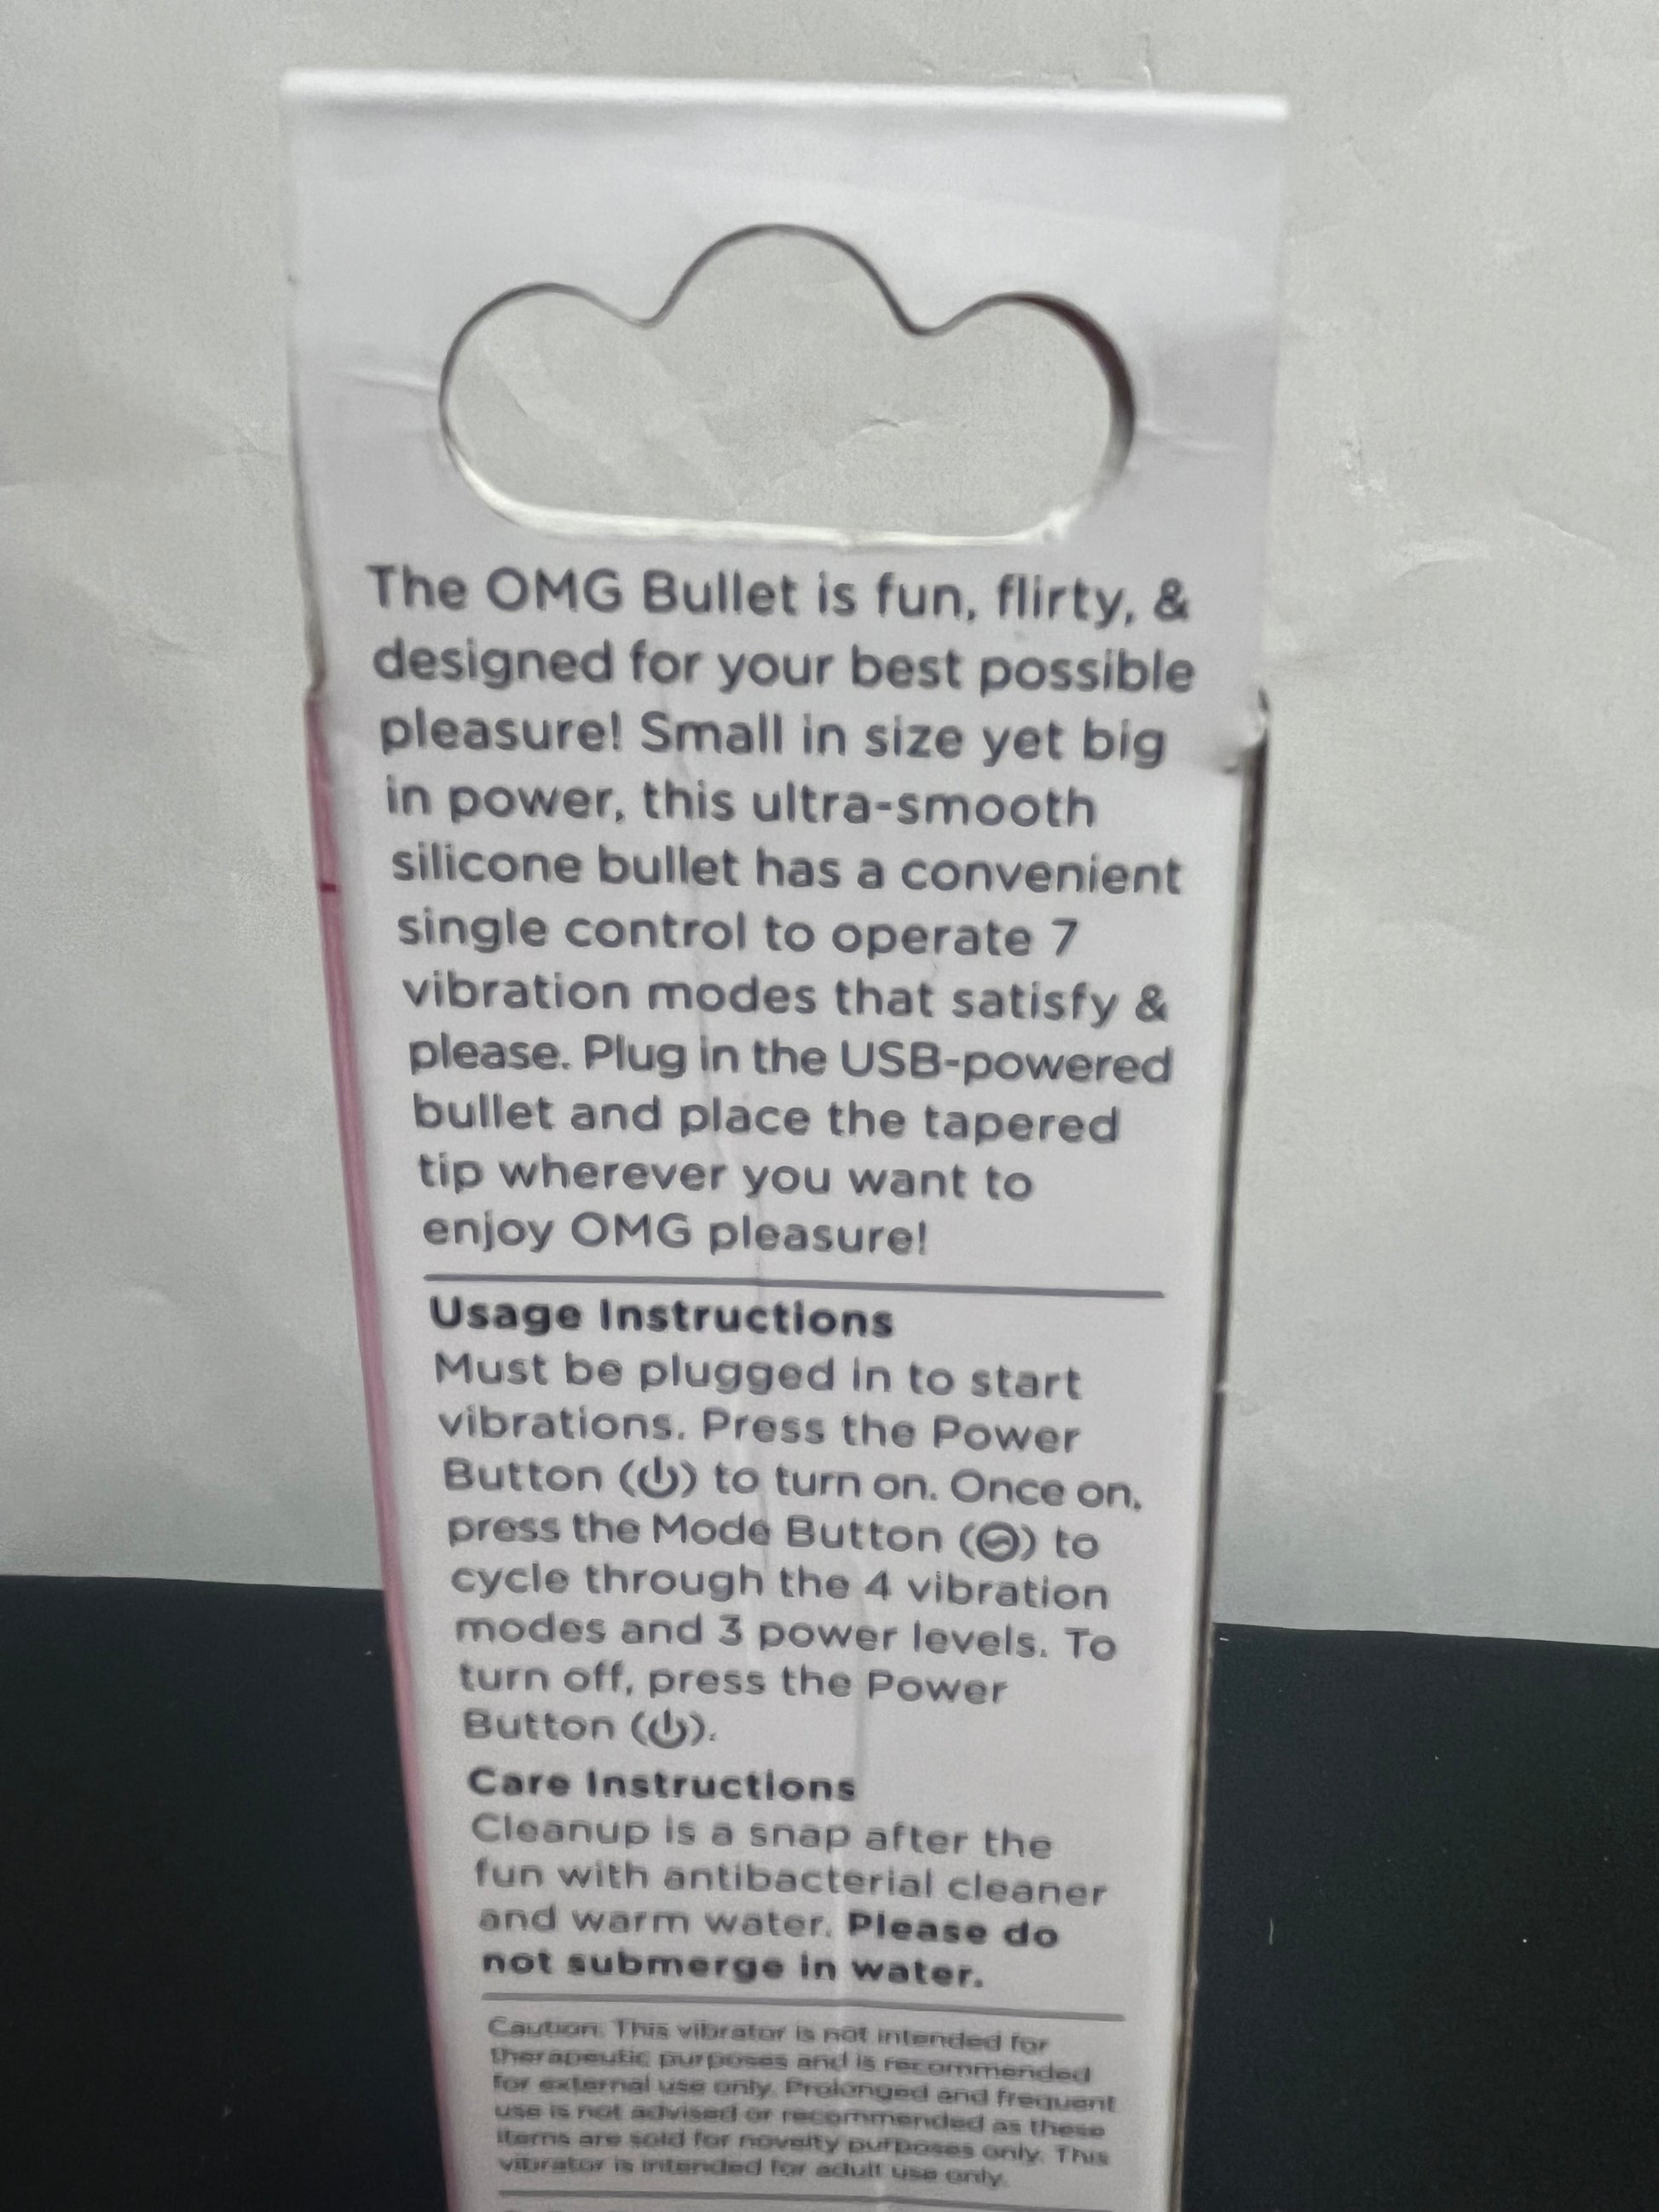 The OMG Bullet is fun, flirty, &
designed for your best possible
pleasure! Small in size yet big
in power, this ultra-smooth
silicone bullet has a convenient
single control to operate 7
vibration modes that satisfy &
please. Plug in the USB-powered
bullet and place the tapered
tip wherever you want to
enjoy OMG pleasure!
Usage Instructions
Must be plugged in to start
vibrations. Press the Power
Button (⏻) to turn on. Once on,
press the Mode Button () to
cycle through the 4 vibration
modes and 3 power levels. To
turn off, press the Power
Button (⏻).
Care Instructions
Cleanup is a snap after the
fun with antibacterial cleaner
and warm water. Please do
not submerge in water.
Caution: This vibrator is not intended for
therapeutic purposes and is recommended
for external use only. Prolonged and frequent
use is not advised or recommended as these
items are sold for novelty purposes only. This
vibrator is intended for adult use only.